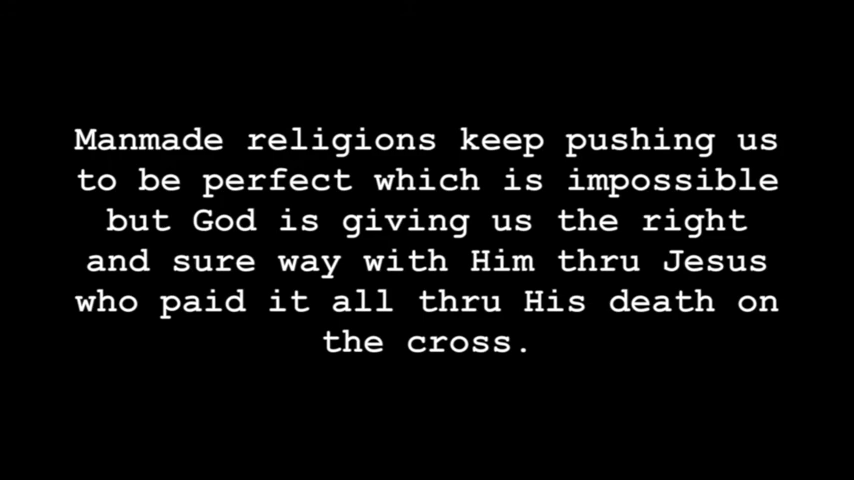 Manmade religions keep pushing us
to be perfect which is impossible
but God is giving us the right
and sure way with Him thru Jesus
who paid it all thru His death on
the cross.